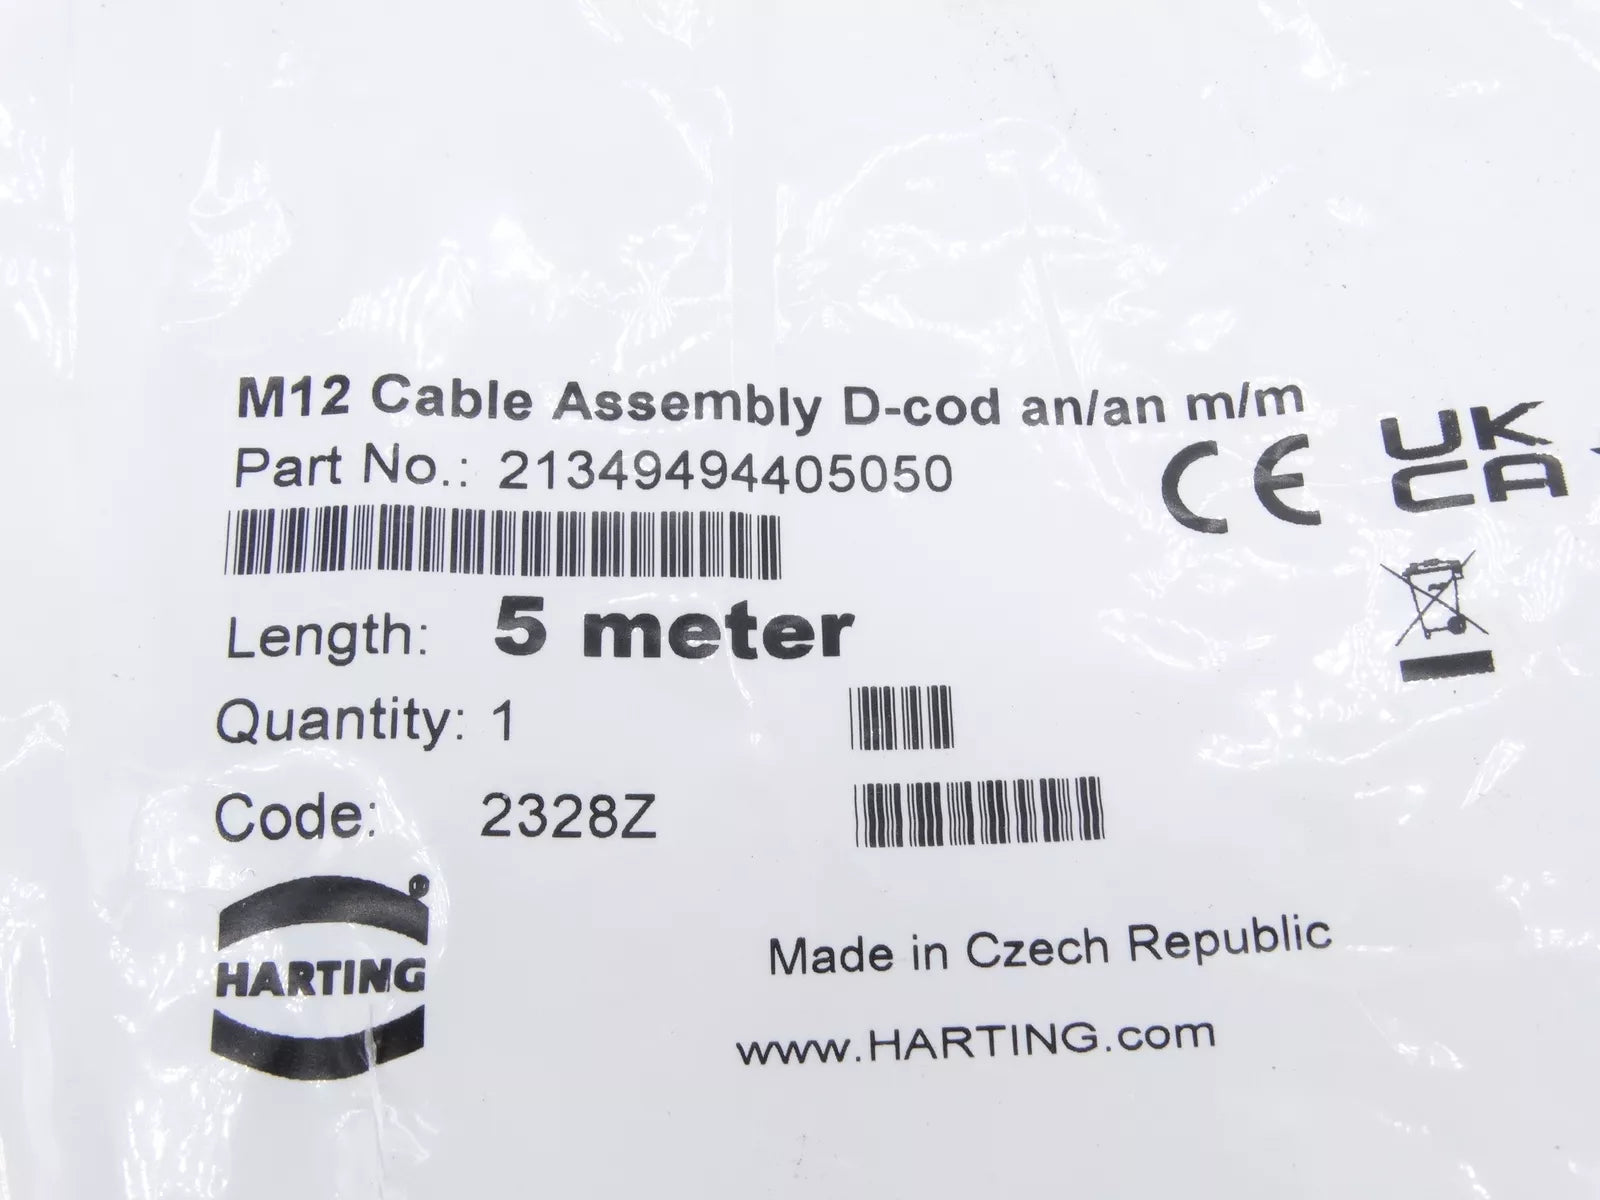 M12 Cable Assembly D-cod an/an m/m
Part No.: 21349494405050
CE
UK
CA
Length: 5 meter
Quantity: 1
Code: 2328Z
®
HARTING
Made in Czech Republic
www.HARTING.com